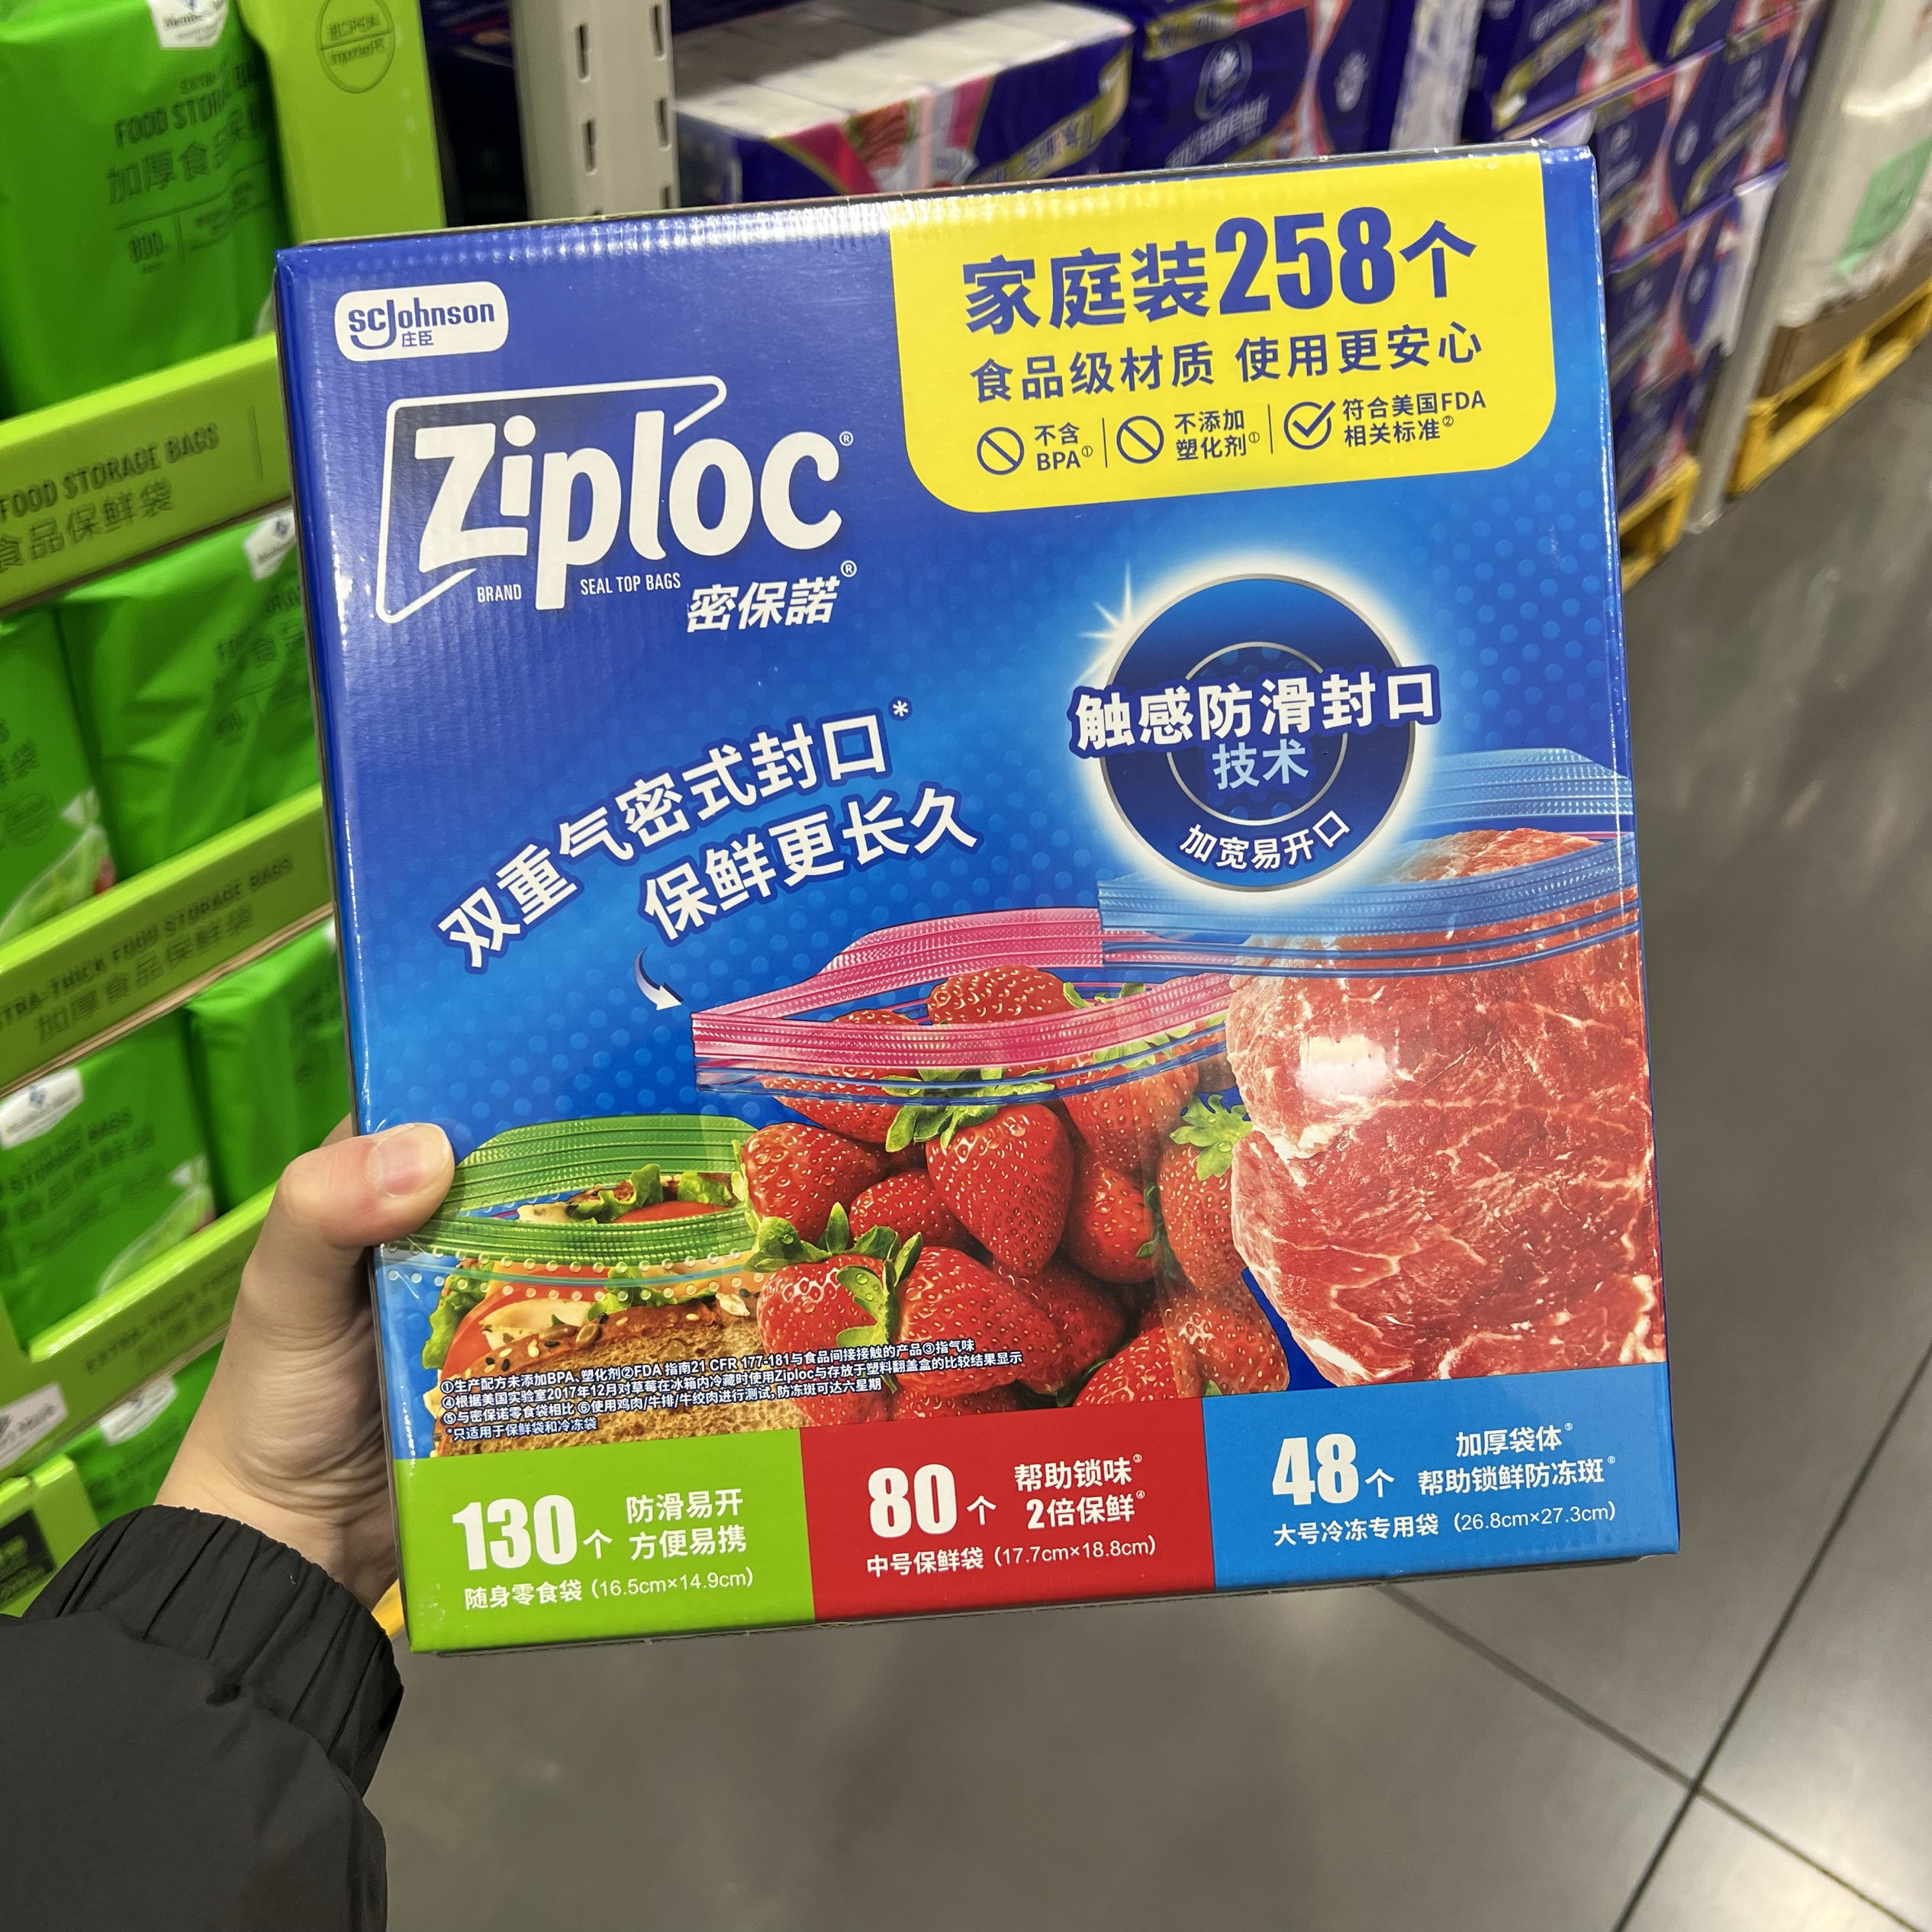 FOOD STORAGE
加厚食品保鲜
800
FOOD STORAGE BAGS
食品保鲜袋
EXTRA-THICK FOOD STORAGE BAGS
加厚食品保鲜袋
SCJohnson
庄臣
Ziploc®
BRAND SEAL TOP BAGS
密保諾®
家庭装258个
食品级材质 使用更安心
不含
BPA①
不添加
塑化剂①
符合美国FDA
相关标准②
触感防滑封口
技术
加宽易开口
双重气密式封口*
保鲜更长久
①生产配方未添加BPA、塑化剂②FDA 指南21 CFR 177-181与食品间接接触的产品③指气味
④根据美国实验室2017年12月对草莓在冰箱内冷藏时使用Ziploc与存放于塑料翻盖盒的比较结果显示
⑤与密保诺零食袋相比 ⑥使用鸡肉/牛排/牛绞肉进行测试, 防冻斑可达六星期
*只适用于保鲜袋和冷冻袋
130个
防滑易开
方便易携
随身零食袋（16.5cm×14.9cm）
80个
帮助锁味③
2倍保鲜④
中号保鲜袋（17.7cm×18.8cm）
48个
加厚袋体⑤
帮助锁鲜防冻斑⑥
大号冷冻专用袋（26.8cm×27.3cm）